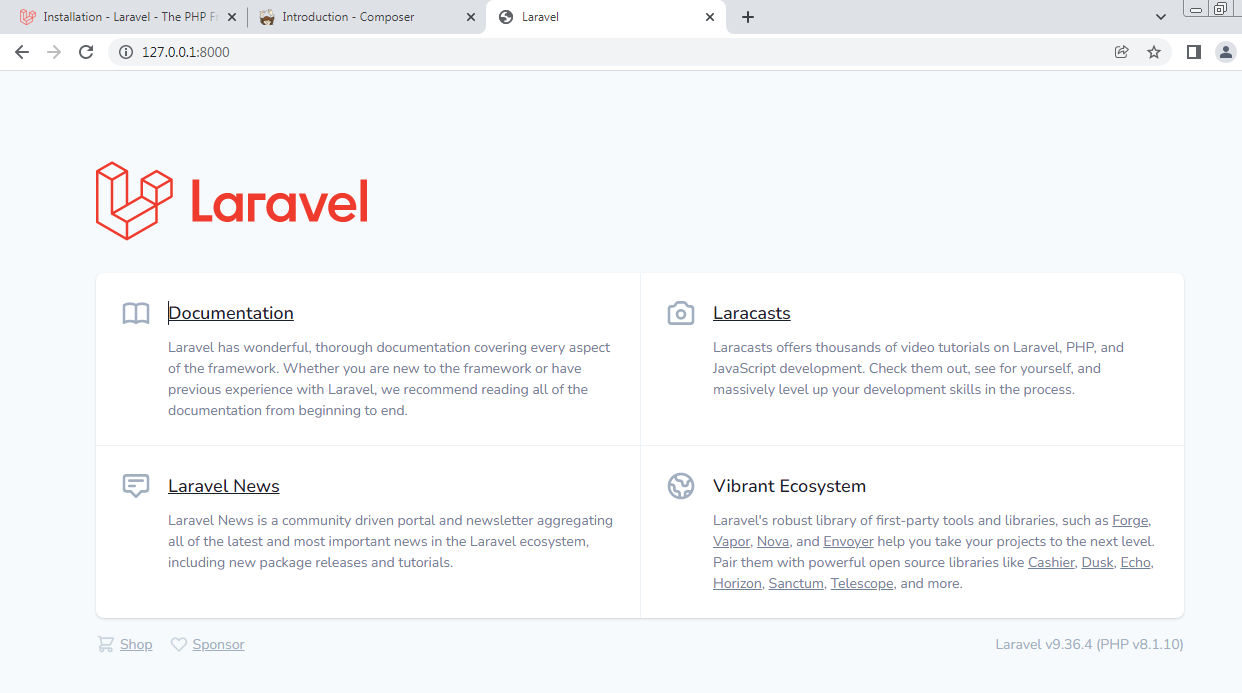 Installation - Laravel - The PHP Fr
Introduction - Composer
Laravel
127.0.0.1:8000
Laravel
Documentation
Laravel has wonderful, thorough documentation covering every aspect
of the framework. Whether you are new to the framework or have
previous experience with Laravel, we recommend reading all of the
documentation from beginning to end.
Laracasts
Laracasts offers thousands of video tutorials on Laravel, PHP, and
JavaScript development. Check them out, see for yourself, and
massively level up your development skills in the process.
Laravel News
Laravel News is a community driven portal and newsletter aggregating
all of the latest and most important news in the Laravel ecosystem,
including new package releases and tutorials.
Vibrant Ecosystem
Laravel's robust library of first-party tools and libraries, such as Forge,
Vapor, Nova, and Envoyer help you take your projects to the next level.
Pair them with powerful open source libraries like Cashier, Dusk, Echo,
Horizon, Sanctum, Telescope, and more.
Shop
Sponsor
Laravel v9.36.4 (PHP v8.1.10)